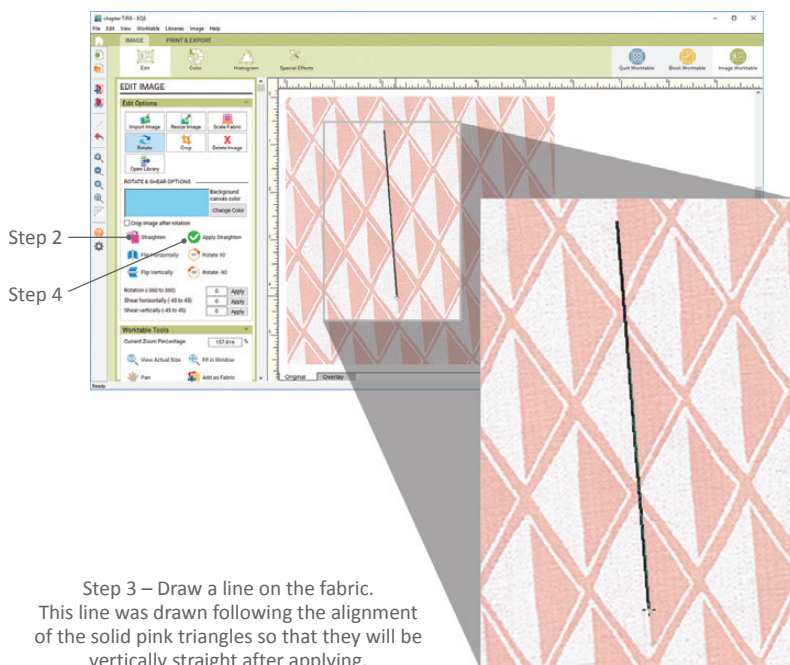 chapter-7.PJ8 - EQ8
File Edit View Worktable Libraries Image Help
IMAGE PRINT & EXPORT
Edit Color Histogram Special Effects Quilt Worktable Block Worktable Image Worktable
EDIT IMAGE
Edit Options
Import Image Resize Image Scale Fabric
Rotate Crop Delete Image
Open Library
ROTATE & SHEAR OPTIONS
Background
canvas color
Change Color
Crop image after rotation
Straighten Apply Straighten
Flip Horizontally Rotate 90
Flip Vertically Rotate -90
Rotation (-360 to 360) 0 Apply
Shear horizontally (-45 to 45) 0 Apply
Shear vertically (-45 to 45) 0 Apply
Worktable Tools
Current Zoom Percentage 157.616 %
View Actual Size Fit in Window
Pan Add as Fabric
Original Overlay
Ready
Step 2
Step 4
Step 3 – Draw a line on the fabric.
This line was drawn following the alignment
of the solid pink triangles so that they will be
vertically straight after applying.